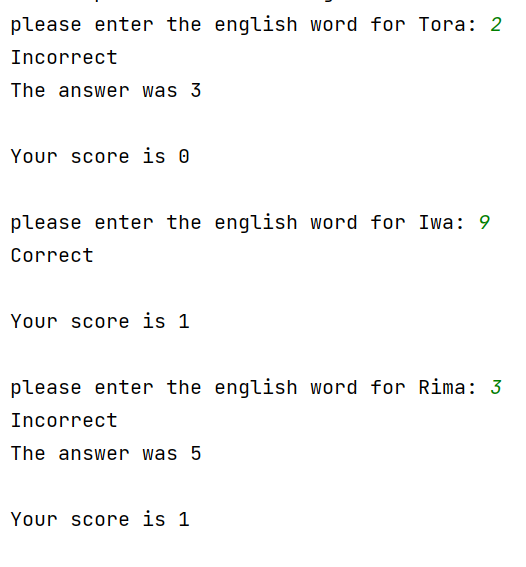 please enter the english word for Tora: 2
Incorrect
The answer was 3
Your score is 0
please enter the english word for Iwa: 9
Correct
Your score is 1
please enter the english word for Rima: 3
Incorrect
The answer was 5
Your score is 1